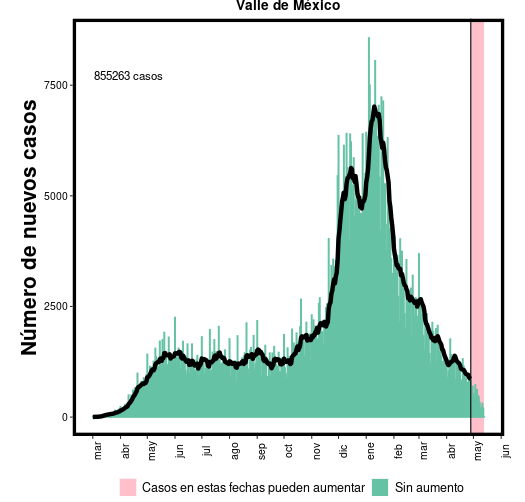 Valle de México
855263 casos
Número de nuevos casos
7500
5000
2500
0
mar
abr
may
jun
jul
ago
sep
oct
nov
dic
ene
feb
mar
abr
may
jun
Casos en estas fechas pueden aumentar
Sin aumento